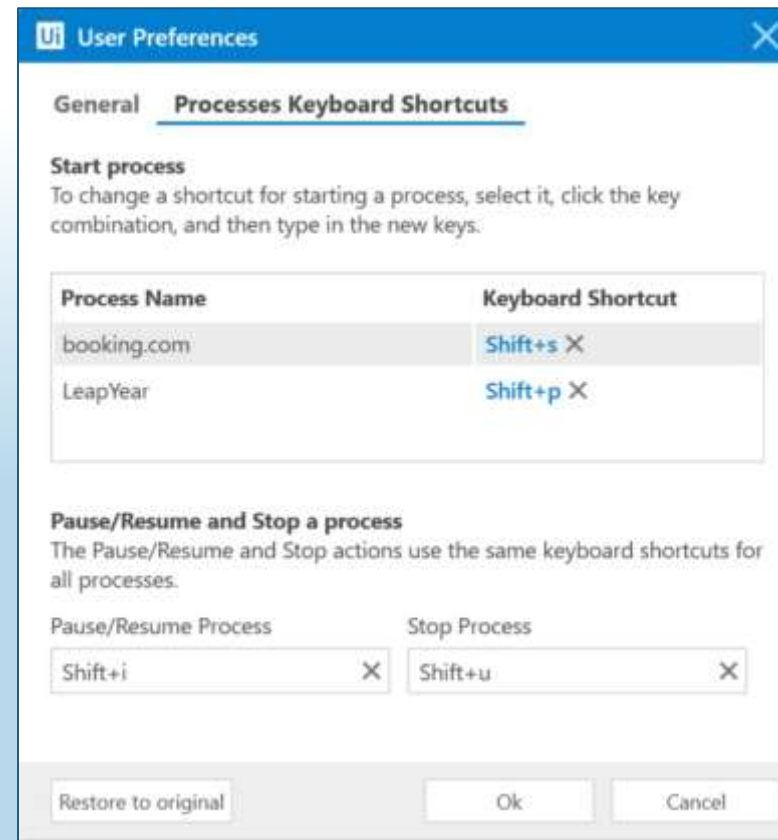 Ui User Preferences
General Processes Keyboard Shortcuts
Start process
To change a shortcut for starting a process, select it, click the key
combination, and then type in the new keys.
Process Name Keyboard Shortcut
booking.com Shift+s
LeapYear Shift+p
Pause/Resume and Stop a process
The Pause/Resume and Stop actions use the same keyboard shortcuts for
all processes.
Pause/Resume Process Stop Process
Shift+i Shift+u
Restore to original Ok Cancel